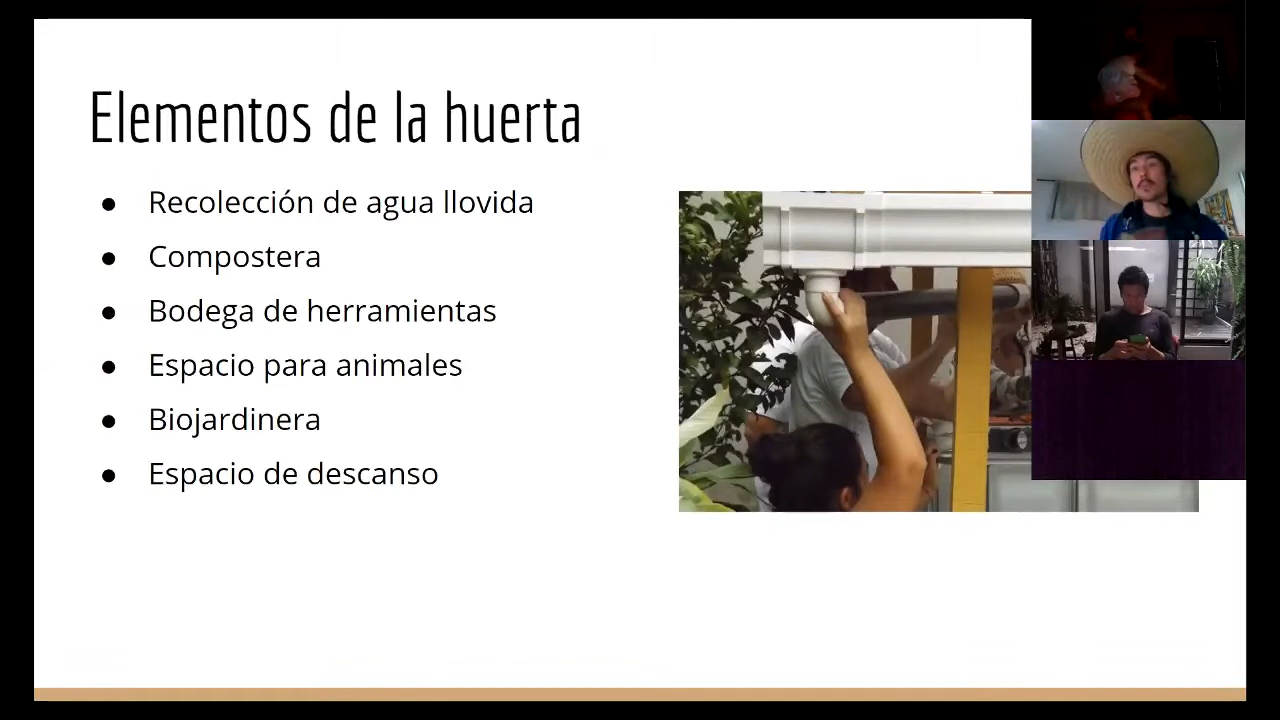 Elementos de la huerta
● Recolección de agua llovida
● Compostera
● Bodega de herramientas
● Espacio para animales
● Biojardinera
● Espacio de descanso